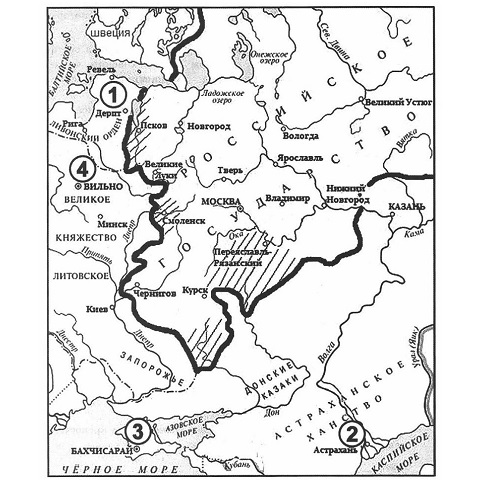 ШВЕЦИЯ
БАЛТИЙСКОЕ
МОРЕ
Ревель
Онежское
озеро
Сев. Двина
Ладожское
озеро
1
Дерпт
Рига
ЛИВОНСКИЙ ОРДЕН
Псков
Новгород
Великий Устюг
Вологда
Вятка
РОССИЙСКОЕ
ГОСУДАРСТВО
4
ВИЛЬНО
ВЕЛИКОЕ
КНЯЖЕСТВО
ЛИТОВСКОЕ
Великие
Луки
Тверь
Ярославль
Минск
Днепр
Смоленск
МОСКВА
Владимир
Нижний
Новгород
КАЗАНЬ
Кама
Ока
Переяславль-
Рязанский
Припять
Чернигов
Курск
Киев
Днестр
Днепр
ЗАПОРОЖЬЕ
ДОНСКИЕ
КАЗАКИ
Дон
Волга
Урал (Яик)
АСТРАХАНСКОЕ
ХАНСТВО
3
АЗОВСКОЕ
МОРЕ
2
БАХЧИСАРАЙ
Астрахань
КАСПИЙСКОЕ
МОРЕ
ЧЁРНОЕ МОРЕ
Кубань